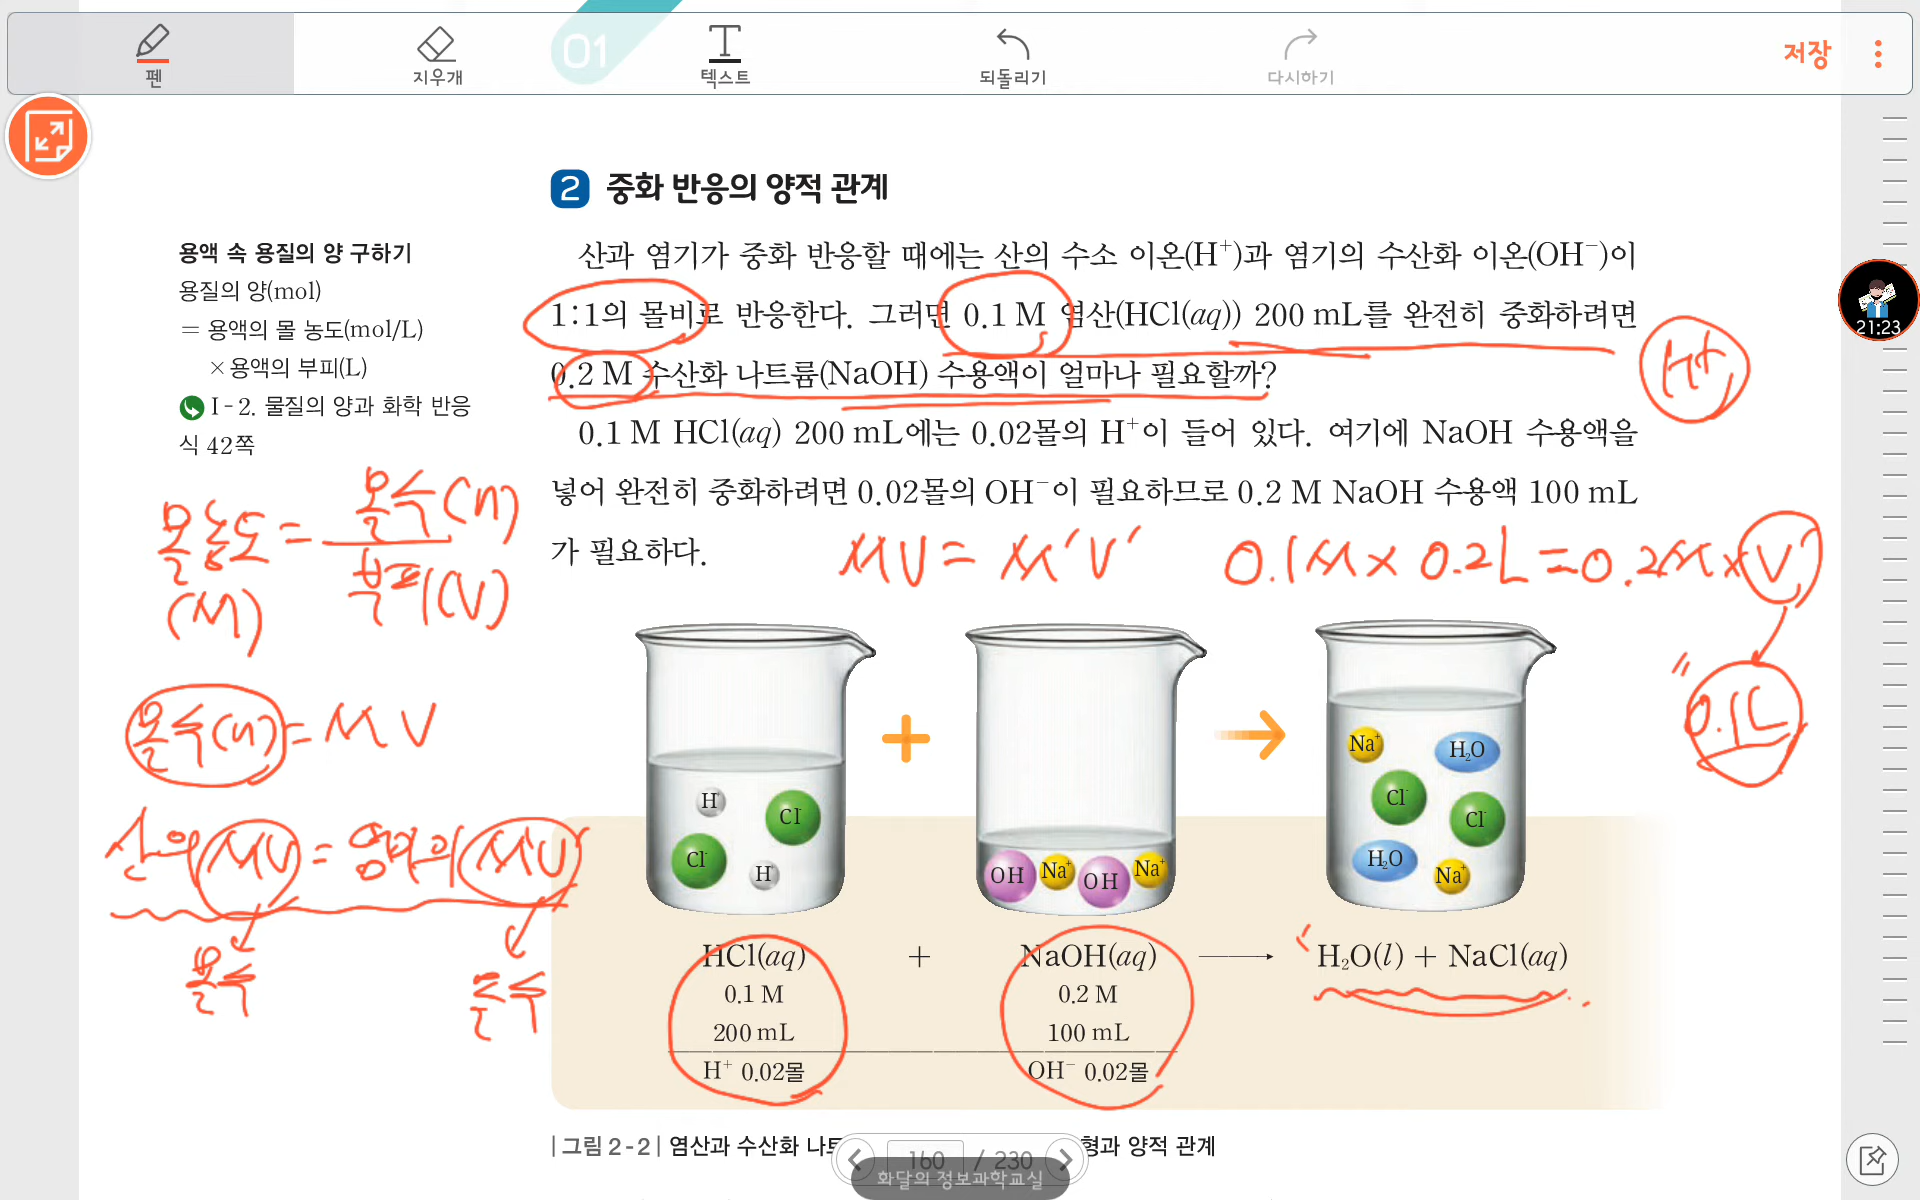 01
펜
지우개
텍스트
되돌리기
다시하기
저장
21:23
2 중화 반응의 양적 관계
산과 염기가 중화 반응할 때에는 산의 수소 이온(H⁺)과 염기의 수산화 이온(OH⁻)이
1:1의 몰비로 반응한다. 그러면 0.1 M 염산(HCl(aq)) 200 mL를 완전히 중화하려면
0.2 M 수산화 나트륨(NaOH) 수용액이 얼마나 필요할까?
0.1 M HCl(aq) 200 mL에는 0.02몰의 H⁺이 들어 있다. 여기에 NaOH 수용액을
넣어 완전히 중화하려면 0.02몰의 OH⁻이 필요하므로 0.2 M NaOH 수용액 100 mL
가 필요하다.
H⁺
용액 속 용질의 양 구하기
용질의 양(mol)
= 용액의 몰 농도(mol/L)
×용액의 부피(L)
I-2. 물질의 양과 화학 반응
식 42쪽
몰농도 = 몰수(n)
(M) 부피(V)
몰수(n) = MV
산의 MV = 염기의 M'V'
몰수
몰수
MV = M'V'
0.1M × 0.2L = 0.2M × V'
0.1L
H⁺
Cl⁻
Cl⁻
H⁺
OH⁻
Na⁺
OH⁻
Na⁺
Na⁺
H₂O
Cl⁻
Cl⁻
H₂O
Na⁺
HCl(aq) + NaOH(aq) ⟶ H₂O(l) + NaCl(aq)
0.1 M 0.2 M
200 mL 100 mL
H⁺ 0.02몰 OH⁻ 0.02몰
|그림 2-2| 염산과 수산화 나트 형과 양적 관계
160 / 230
화달의 정보과학교실